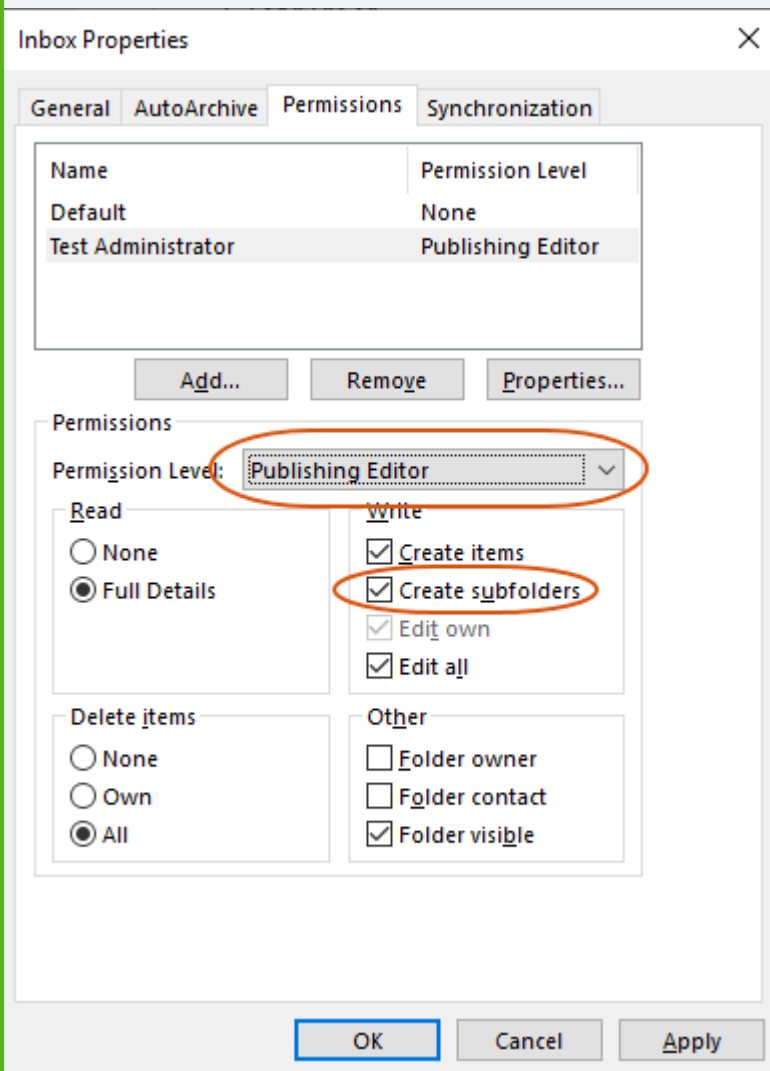 Inbox Properties
General AutoArchive Permissions Synchronization
Name Permission Level
Default None
Test Administrator Publishing Editor
Add... Remove Properties...
Permissions
Permission Level: Publishing Editor
Read Write
None Create items
Full Details Create subfolders
Edit own
Edit all
Delete items Other
None Folder owner
Own Folder contact
All Folder visible
OK Cancel Apply